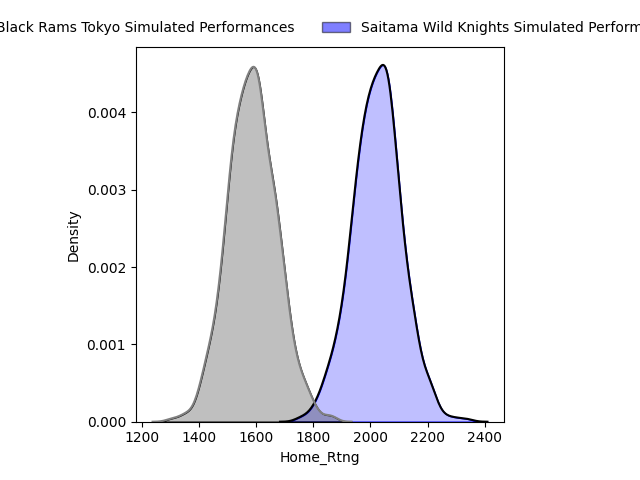 Black Rams Tokyo Simulated Performances
Saitama Wild Knights Simulated Perform
0.004
0.003
0.002
0.001
0.000
Density
1200 1400 1600 1800 2000 2200 2400
Home_Rtng